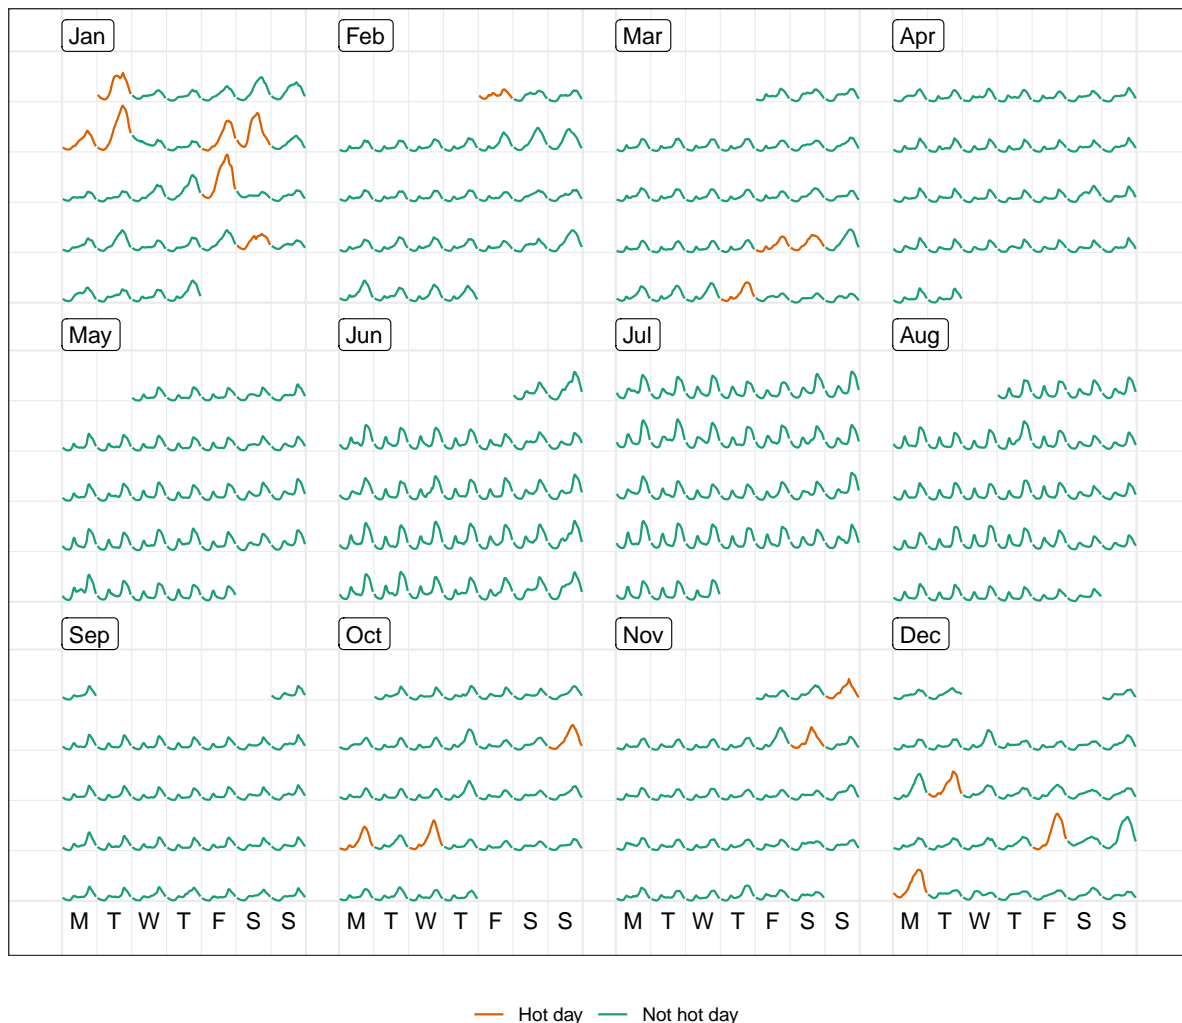 Jan Feb Mar Apr
May Jun Jul Aug
Sep Oct Nov Dec
M T W T F S S M T W T F S S M T W T F S S M T W T F S S
Hot day Not hot day